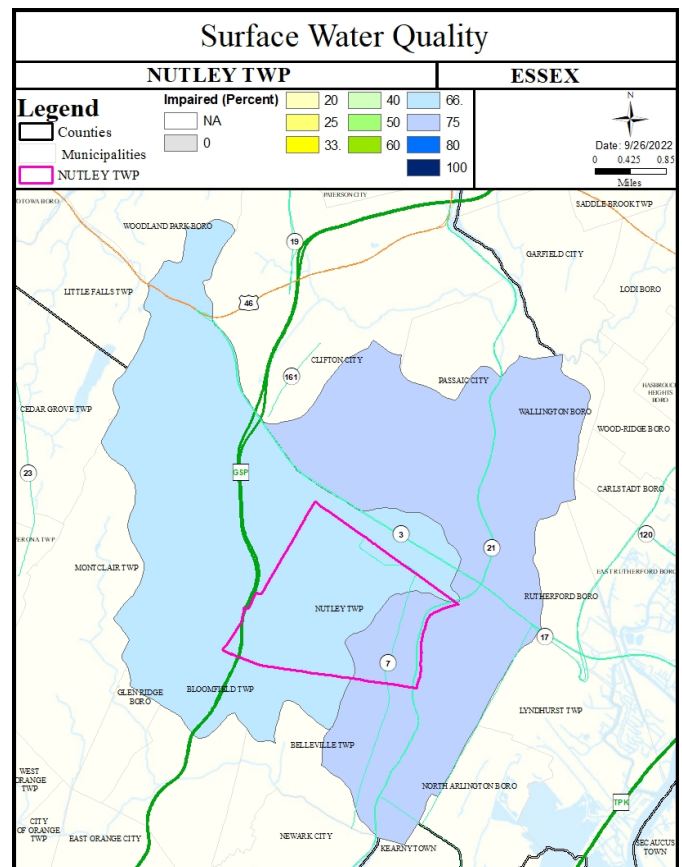 Surface Water Quality
NUTLEY TWP
ESSEX
Legend
Counties
Municipalities
NUTLEY TWP
Impaired (Percent)
NA
0
20
25
33.
40
50
60
66.
75
80
100
N
Date: 9/26/2022
0 0.425 0.85
Miles
PATERSON CITY
SADDLE BROOK TWP
WOODLAND PARK BORO
19
GARFIELD CITY
LITTLE FALLS TWP
LODI BORO
46
CLIFTON CITY
161
PASSAIC CITY
HEIGHTS
BORO
CEDAR GROVE TWP
WALLINGTON BORO
WOOD-RIDGE BORO
23
GSP
CARLSTADT BORO
3
21
120
MONTCLAIR TWP
EAST RUTHERFORD BORO
NUTLEY TWP
RUTHERFORD BORO
17
7
GLEN RIDGE
BORO
BLOOMFIELD TWP
LYNDHURST TWP
BELLEVILLE TWP
WEST
ORANGE
TWP
NORTH ARLINGTON BORO
TPK
CITY
OF ORANGE
TWP
EAST ORANGE CITY
NEWARK CITY
KEARNY TOWN
SECAUCUS
TOWN